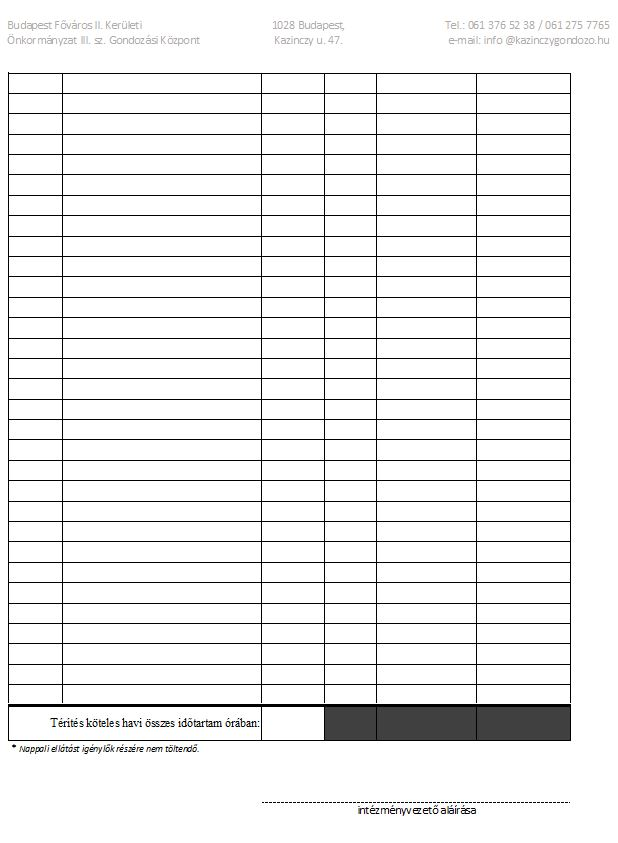 Budapest Főváros II. Kerületi
Önkormányzat III. sz. Gondozási Központ
1028 Budapest,
Kazinczy u. 47.
Tel.: 061 376 52 38 / 061 275 7765
e-mail: info @kazinczygondozo.hu
Térítés köteles havi összes időtartam órában:
* Nappali ellátást igénylők részére nem töltendő.
intézményvezető aláírása